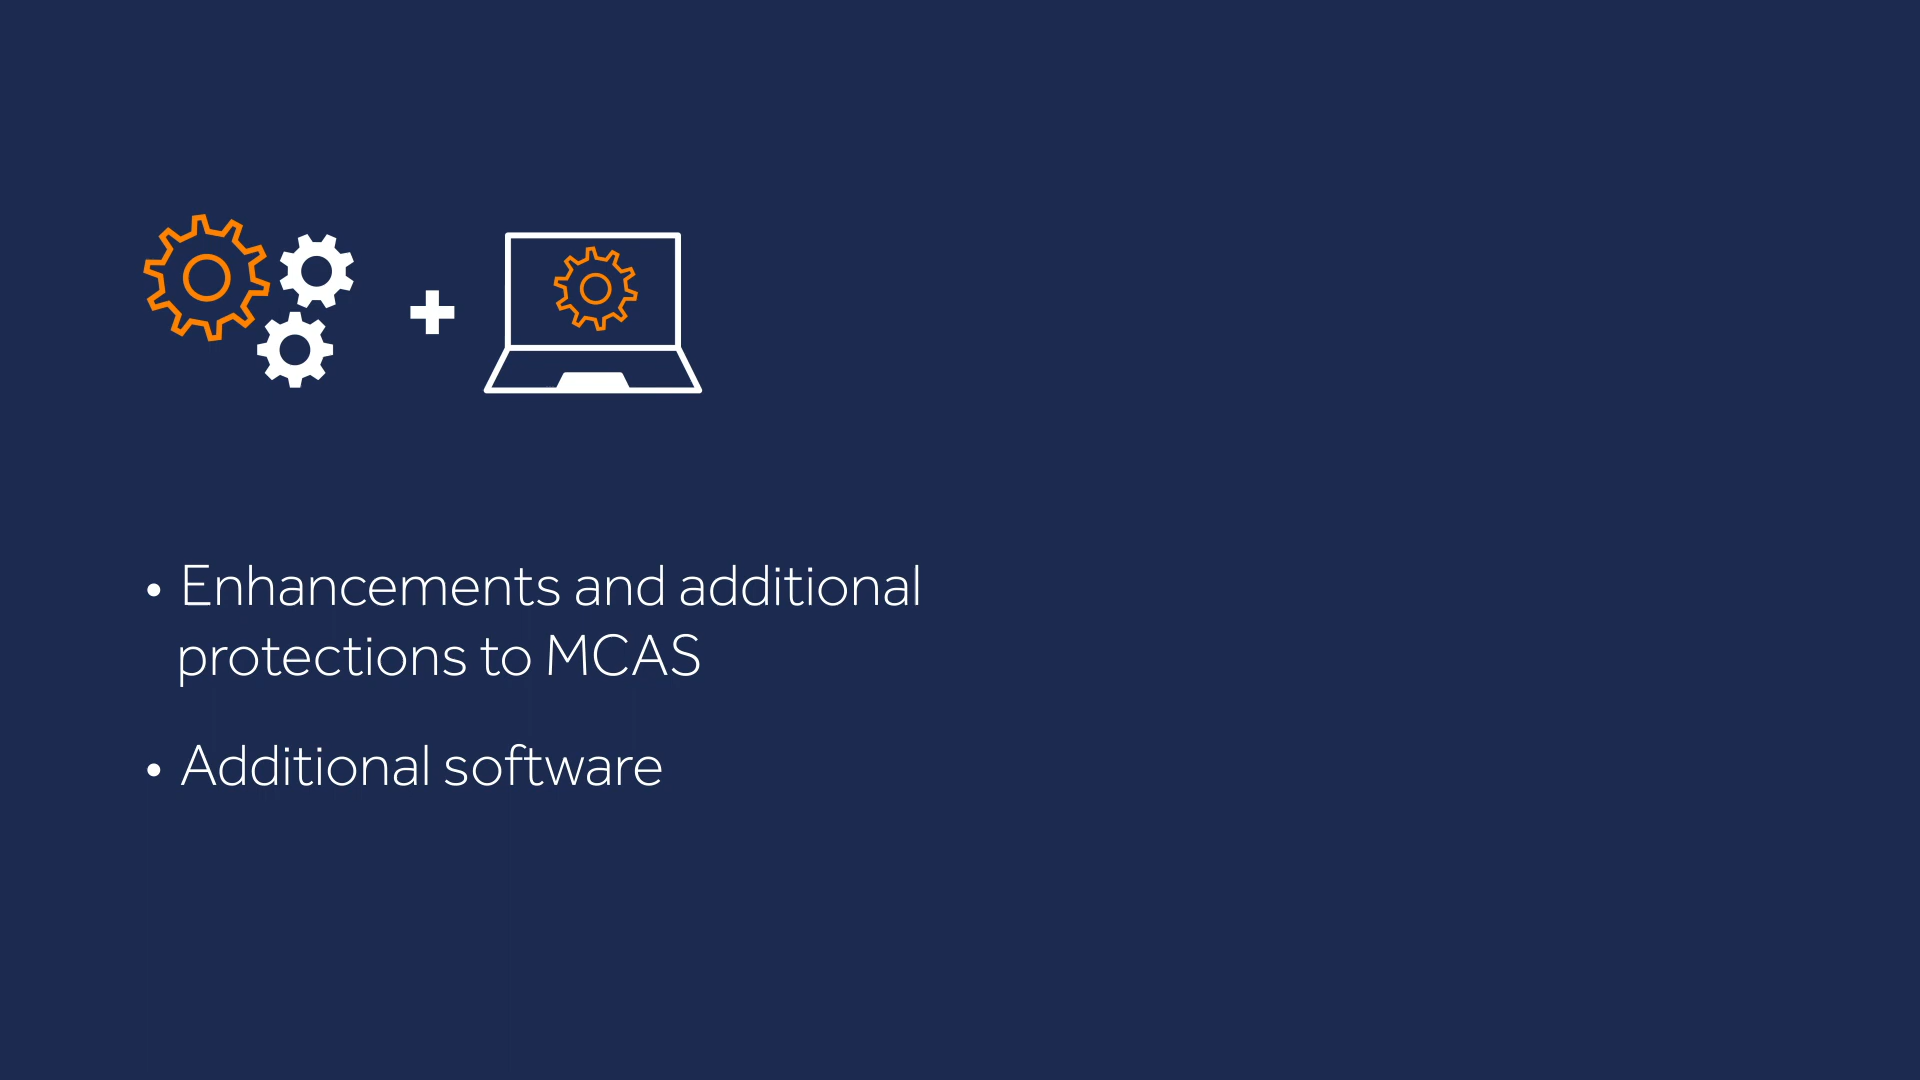 • Enhancements and additional
protections to MCAS
• Additional software